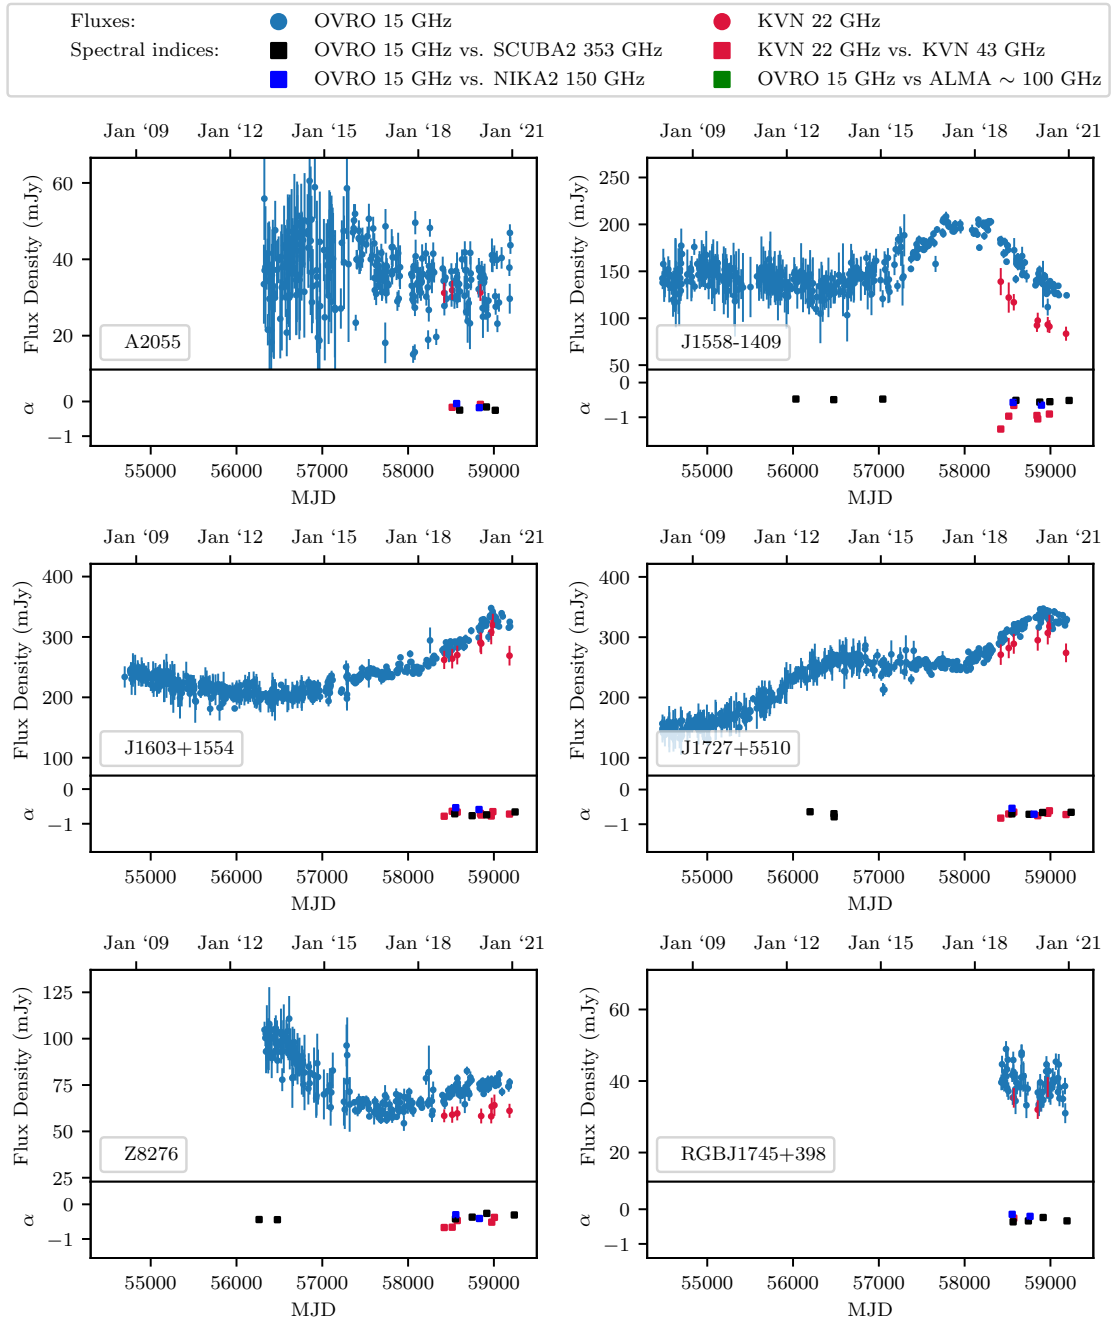 Fluxes: OVRO 15 GHz KVN 22 GHz
Spectral indices: OVRO 15 GHz vs. SCUBA2 353 GHz KVN 22 GHz vs. KVN 43 GHz
OVRO 15 GHz vs. NIKA2 150 GHz OVRO 15 GHz vs ALMA ∼ 100 GHz
Jan ‘09 Jan ‘12 Jan ‘15 Jan ‘18 Jan ‘21
Flux Density (mJy)
60
40
20
A2055
α
0
−1
55000 56000 57000 58000 59000
MJD
Jan ‘09 Jan ‘12 Jan ‘15 Jan ‘18 Jan ‘21
Flux Density (mJy)
250
200
150
100
50
J1558-1409
α
0
−1
55000 56000 57000 58000 59000
MJD
Jan ‘09 Jan ‘12 Jan ‘15 Jan ‘18 Jan ‘21
Flux Density (mJy)
400
300
200
100
J1603+1554
α
0
−1
55000 56000 57000 58000 59000
MJD
Jan ‘09 Jan ‘12 Jan ‘15 Jan ‘18 Jan ‘21
Flux Density (mJy)
400
300
200
100
J1727+5510
α
0
−1
55000 56000 57000 58000 59000
MJD
Jan ‘09 Jan ‘12 Jan ‘15 Jan ‘18 Jan ‘21
Flux Density (mJy)
125
100
75
50
25
Z8276
α
0
−1
55000 56000 57000 58000 59000
MJD
Jan ‘09 Jan ‘12 Jan ‘15 Jan ‘18 Jan ‘21
Flux Density (mJy)
60
40
20
RGBJ1745+398
α
0
−1
55000 56000 57000 58000 59000
MJD